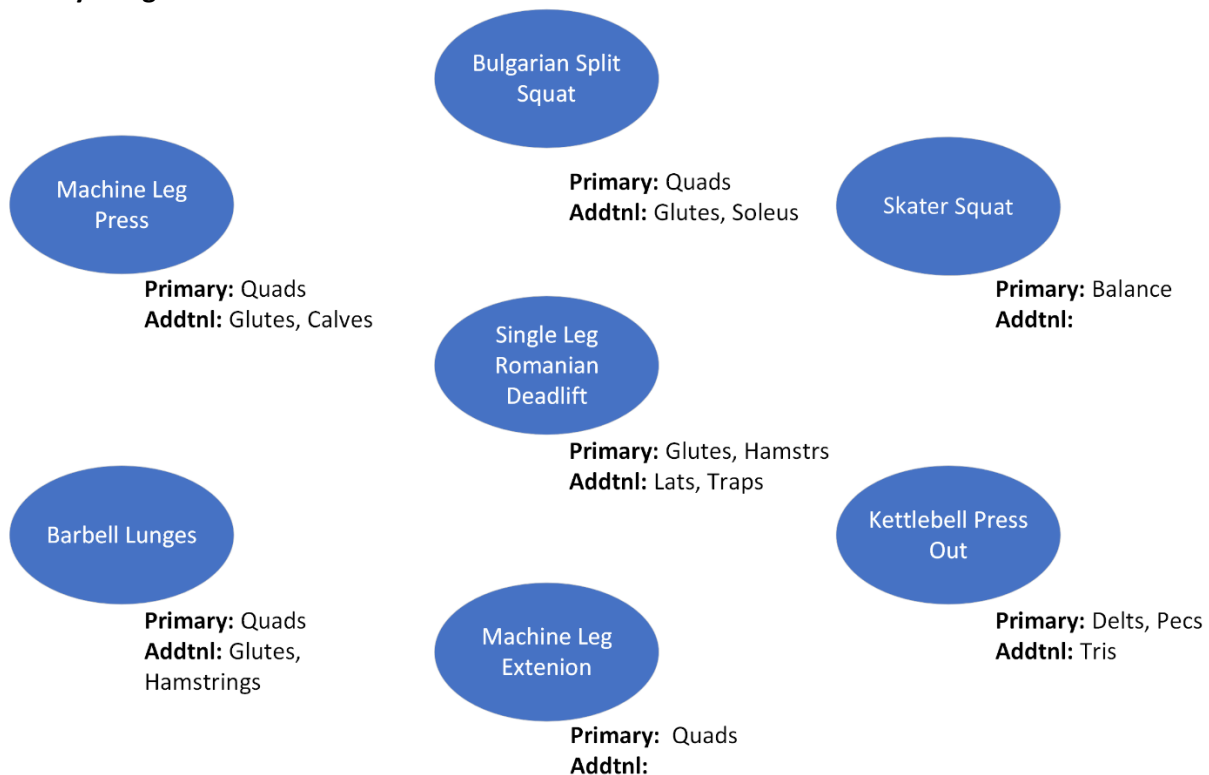 Bulgarian Split
Squat
Primary: Quads
Addtnl: Glutes, Soleus
Machine Leg
Press
Primary: Quads
Addtnl: Glutes, Calves
Skater Squat
Primary: Balance
Addtnl:
Single Leg
Romanian
Deadlift
Primary: Glutes, Hamstrs
Addtnl: Lats, Traps
Barbell Lunges
Primary: Quads
Addtnl: Glutes,
Hamstrings
Kettlebell Press
Out
Primary: Delts, Pecs
Addtnl: Tris
Machine Leg
Extenion
Primary: Quads
Addtnl: